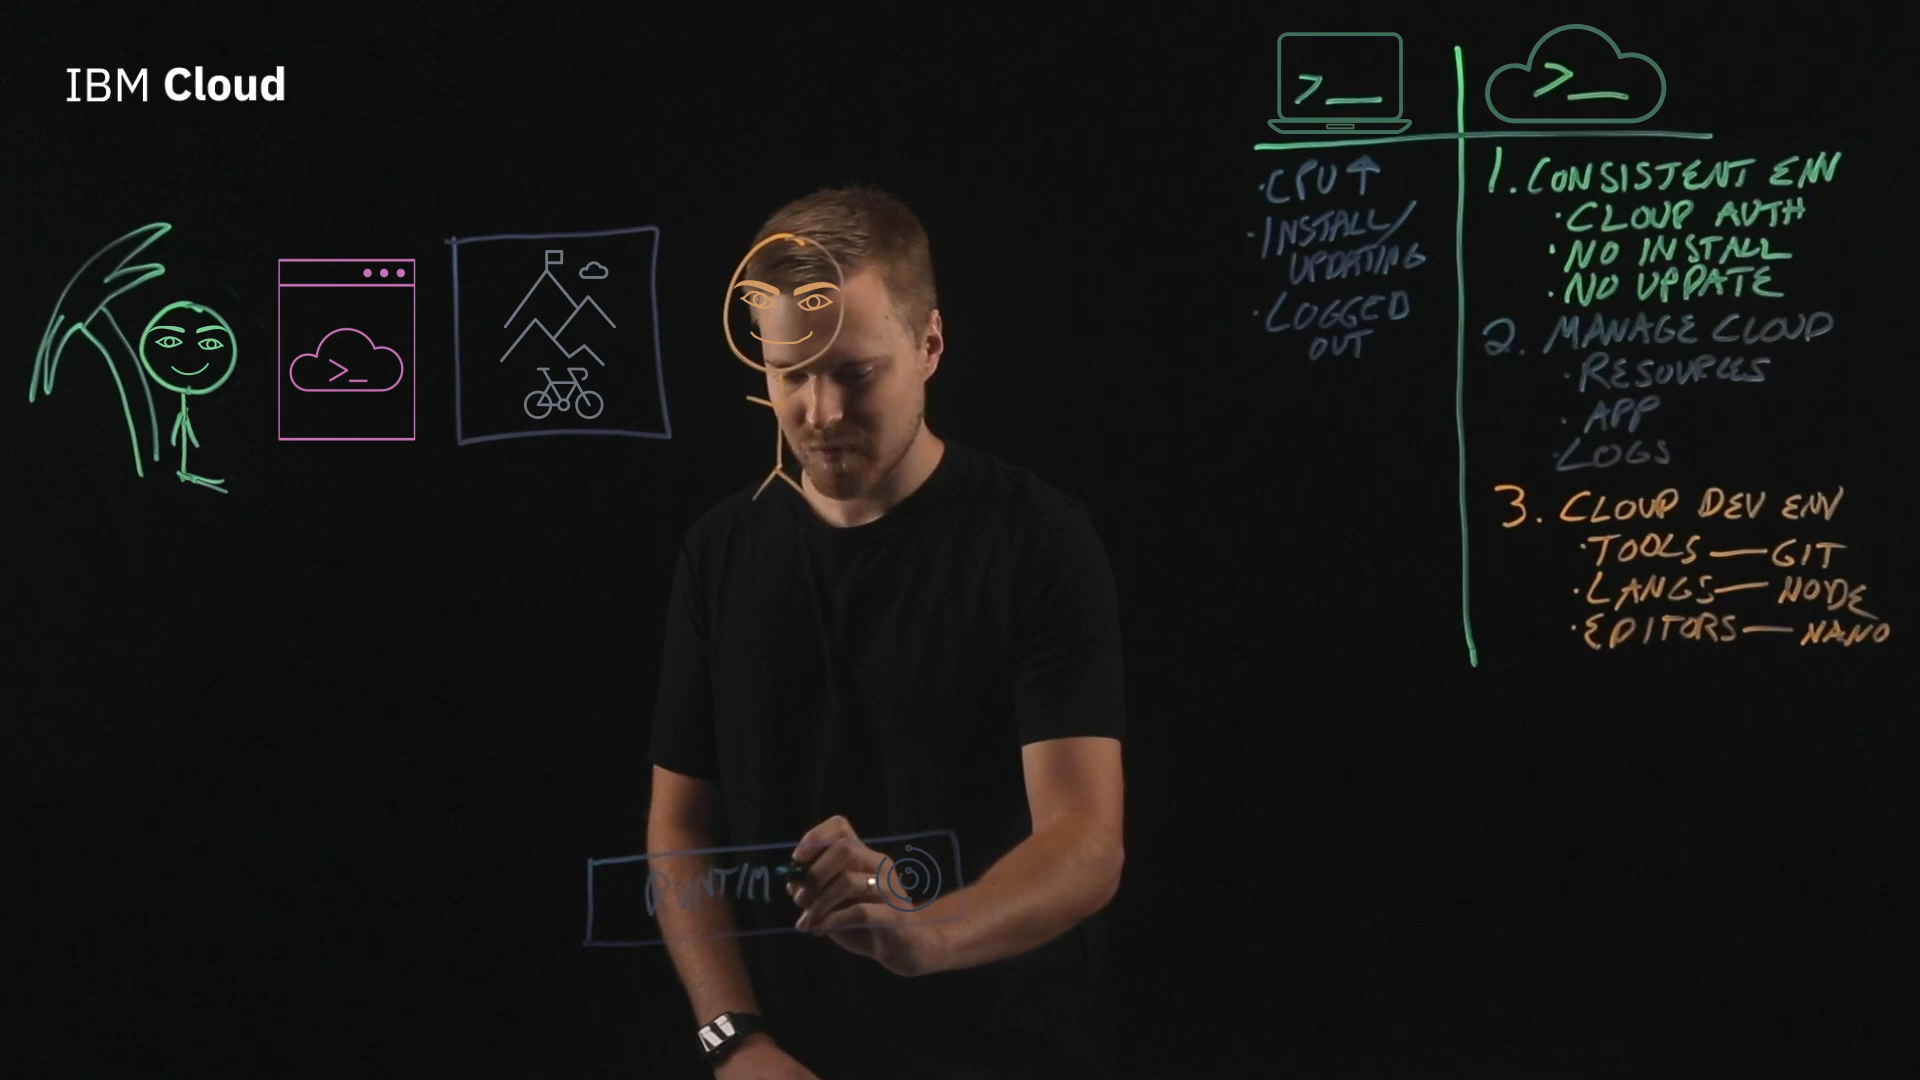 IBM Cloud
>_
>_
>_
·CPU↑
·INSTALL/
UPDATING
·LOGGED
OUT
1. CONSISTENT ENV
·CLOUD AUTH
·NO INSTALL
·NO UPDATE
2. MANAGE CLOUD
·RESOURCES
·APP
·LOGS
3. CLOUD DEV ENV
·TOOLS — GIT
·LANGS — NODE
·EDITORS — NANO
RUNTIM